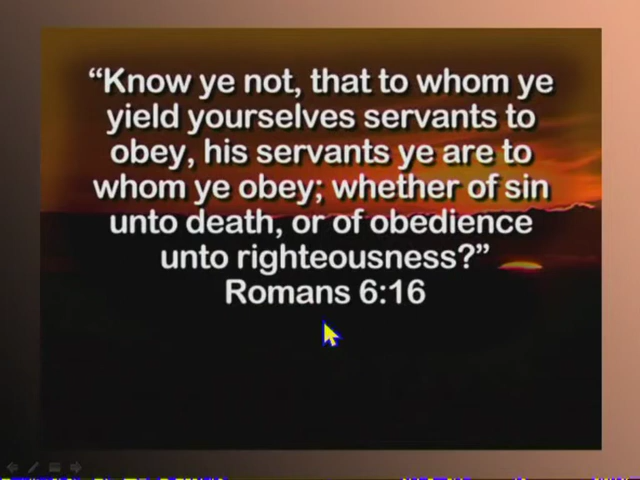 “Know ye not, that to whom ye
yield yourselves servants to
obey, his servants ye are to
whom ye obey; whether of sin
unto death, or of obedience
unto righteousness?”
Romans 6:16